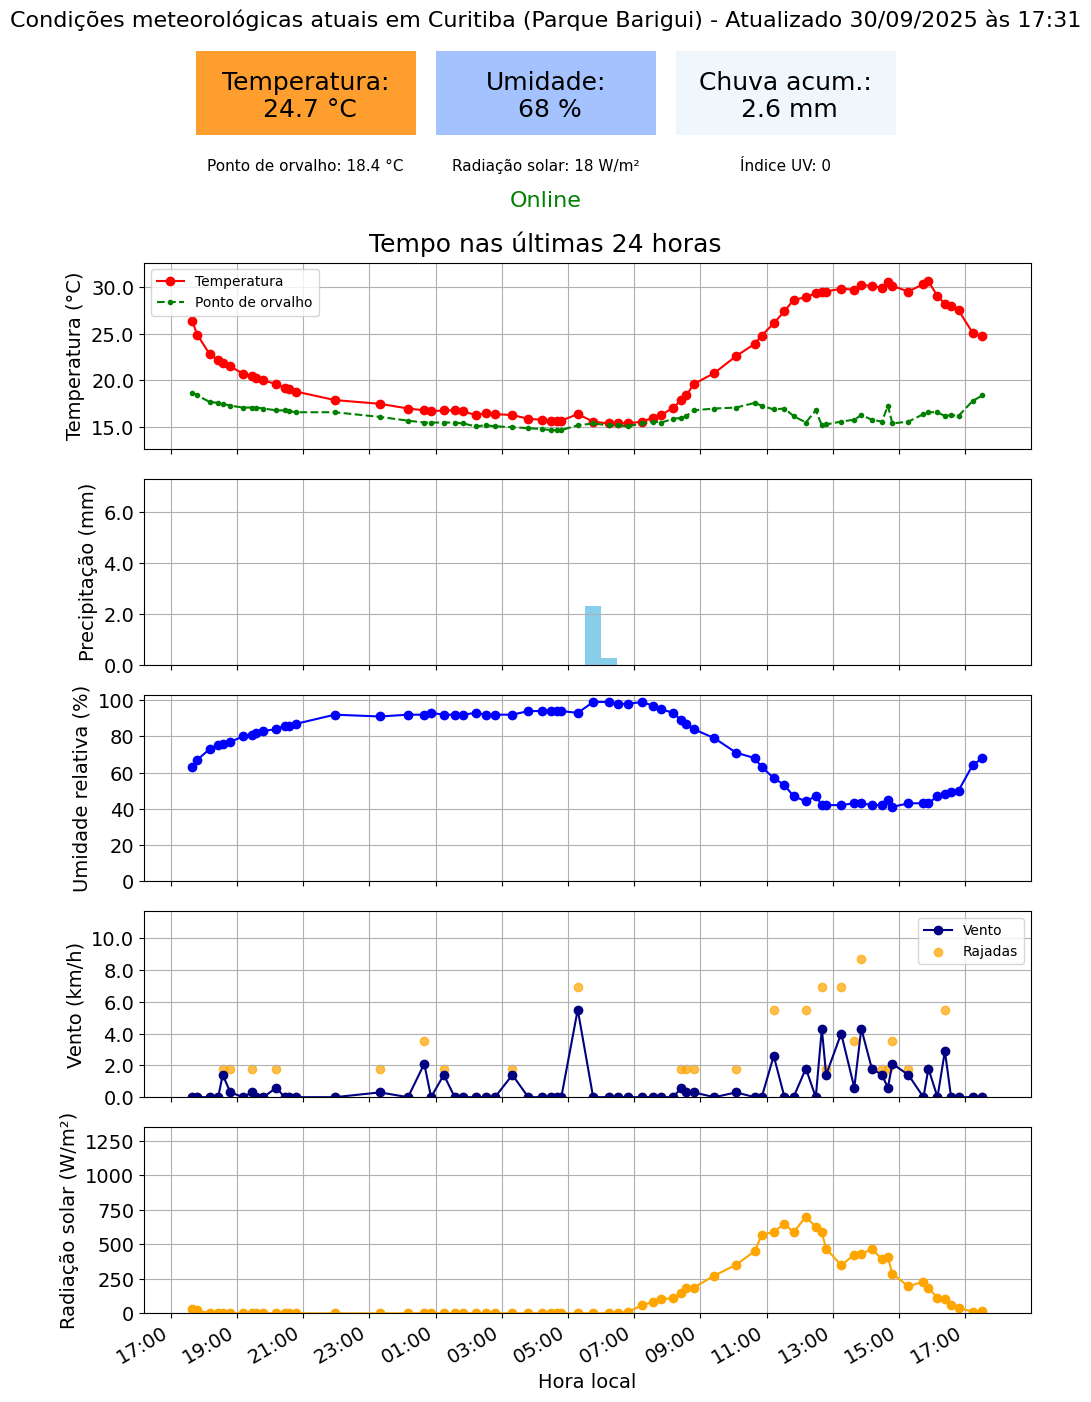 Condições meteorológicas atuais em Curitiba (Parque Barigui) - Atualizado 30/09/2025 às 17:31
Temperatura:
24.7 °C
Umidade:
68 %
Chuva acum.:
2.6 mm
Ponto de orvalho: 18.4 °C
Radiação solar: 18 W/m²
Índice UV: 0
Online
Tempo nas últimas 24 horas
Temperatura (°C)
30.0
25.0
20.0
15.0
Temperatura
Ponto de orvalho
Precipitação (mm)
6.0
4.0
2.0
0.0
Umidade relativa (%)
100
80
60
40
20
0
Vento (km/h)
10.0
8.0
6.0
4.0
2.0
0.0
Vento
Rajadas
Radiação solar (W/m²)
1250
1000
750
500
250
0
17:00
19:00
21:00
23:00
01:00
03:00
05:00
07:00
09:00
11:00
13:00
15:00
17:00
Hora local